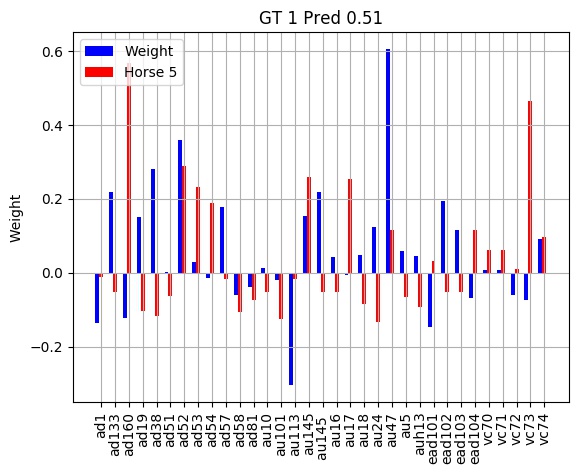 GT 1 Pred 0.51
Weight
Horse 5
Weight
0.6
0.4
0.2
0.0
−0.2
ad1
ad133
ad160
ad19
ad38
ad51
ad52
ad53
ad54
ad57
ad58
ad81
au10
au101
au113
au145
au145
au16
au17
au18
au24
au47
au5
auh13
ead101
ead102
ead103
ead104
vc70
vc71
vc72
vc73
vc74